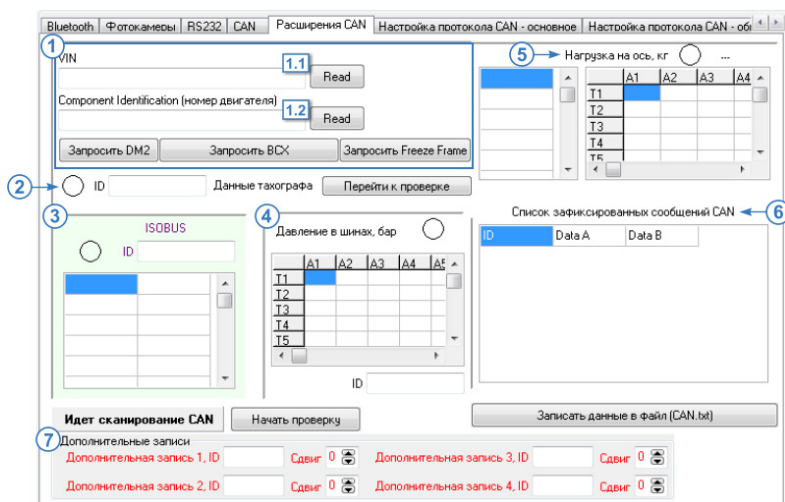 Bluetooth Фотокамеры RS232 CAN Расширения CAN Настройка протокола CAN - основное Настройка протокола CAN - об
1
VIN
1.1
Read
Component Identification (номер двигателя)
1.2
Read
Запросить DM2 Запросить BCX Запросить Freeze Frame
5 Нагрузка на ось, кг ...
A1 A2 A3 A4
T1
T2
T3
T4
T5
2 ID Данные тахографа Перейти к проверке
3
ISOBUS
ID
4
Давление в шинах, бар
A1 A2 A3 A4 A5
T1
T2
T3
T4
T5
ID
Список зафиксированных сообщений CAN 6
ID Data A Data B
Идет сканирование CAN Начать проверку Записать данные в файл (CAN.txt)
7
Дополнительные записи
Дополнительная запись 1, ID Сдвиг 0 Дополнительная запись 3, ID Сдвиг 0
Дополнительная запись 2, ID Сдвиг 0 Дополнительная запись 4, ID Сдвиг 0